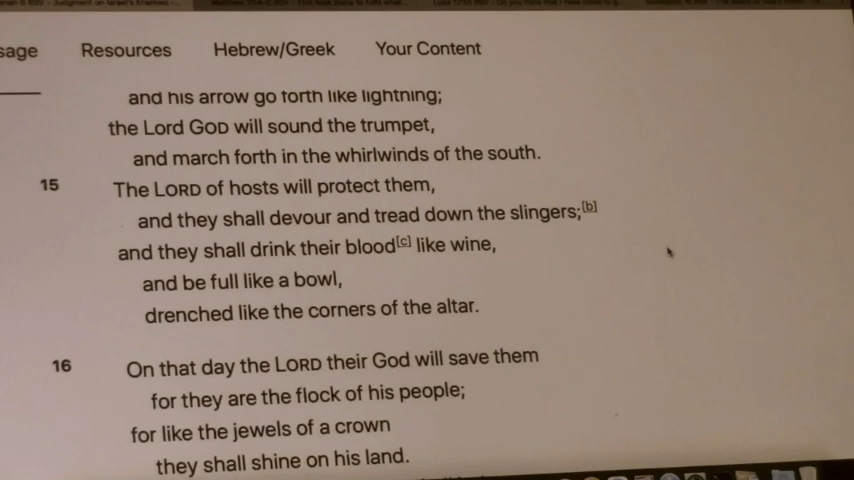 sage Resources Hebrew/Greek Your Content
and his arrow go forth like lightning;
the Lord GOD will sound the trumpet,
and march forth in the whirlwinds of the south.
15 The LORD of hosts will protect them,
and they shall devour and tread down the slingers;[b]
and they shall drink their blood[c] like wine,
and be full like a bowl,
drenched like the corners of the altar.
16 On that day the LORD their God will save them
for they are the flock of his people;
for like the jewels of a crown
they shall shine on his land.